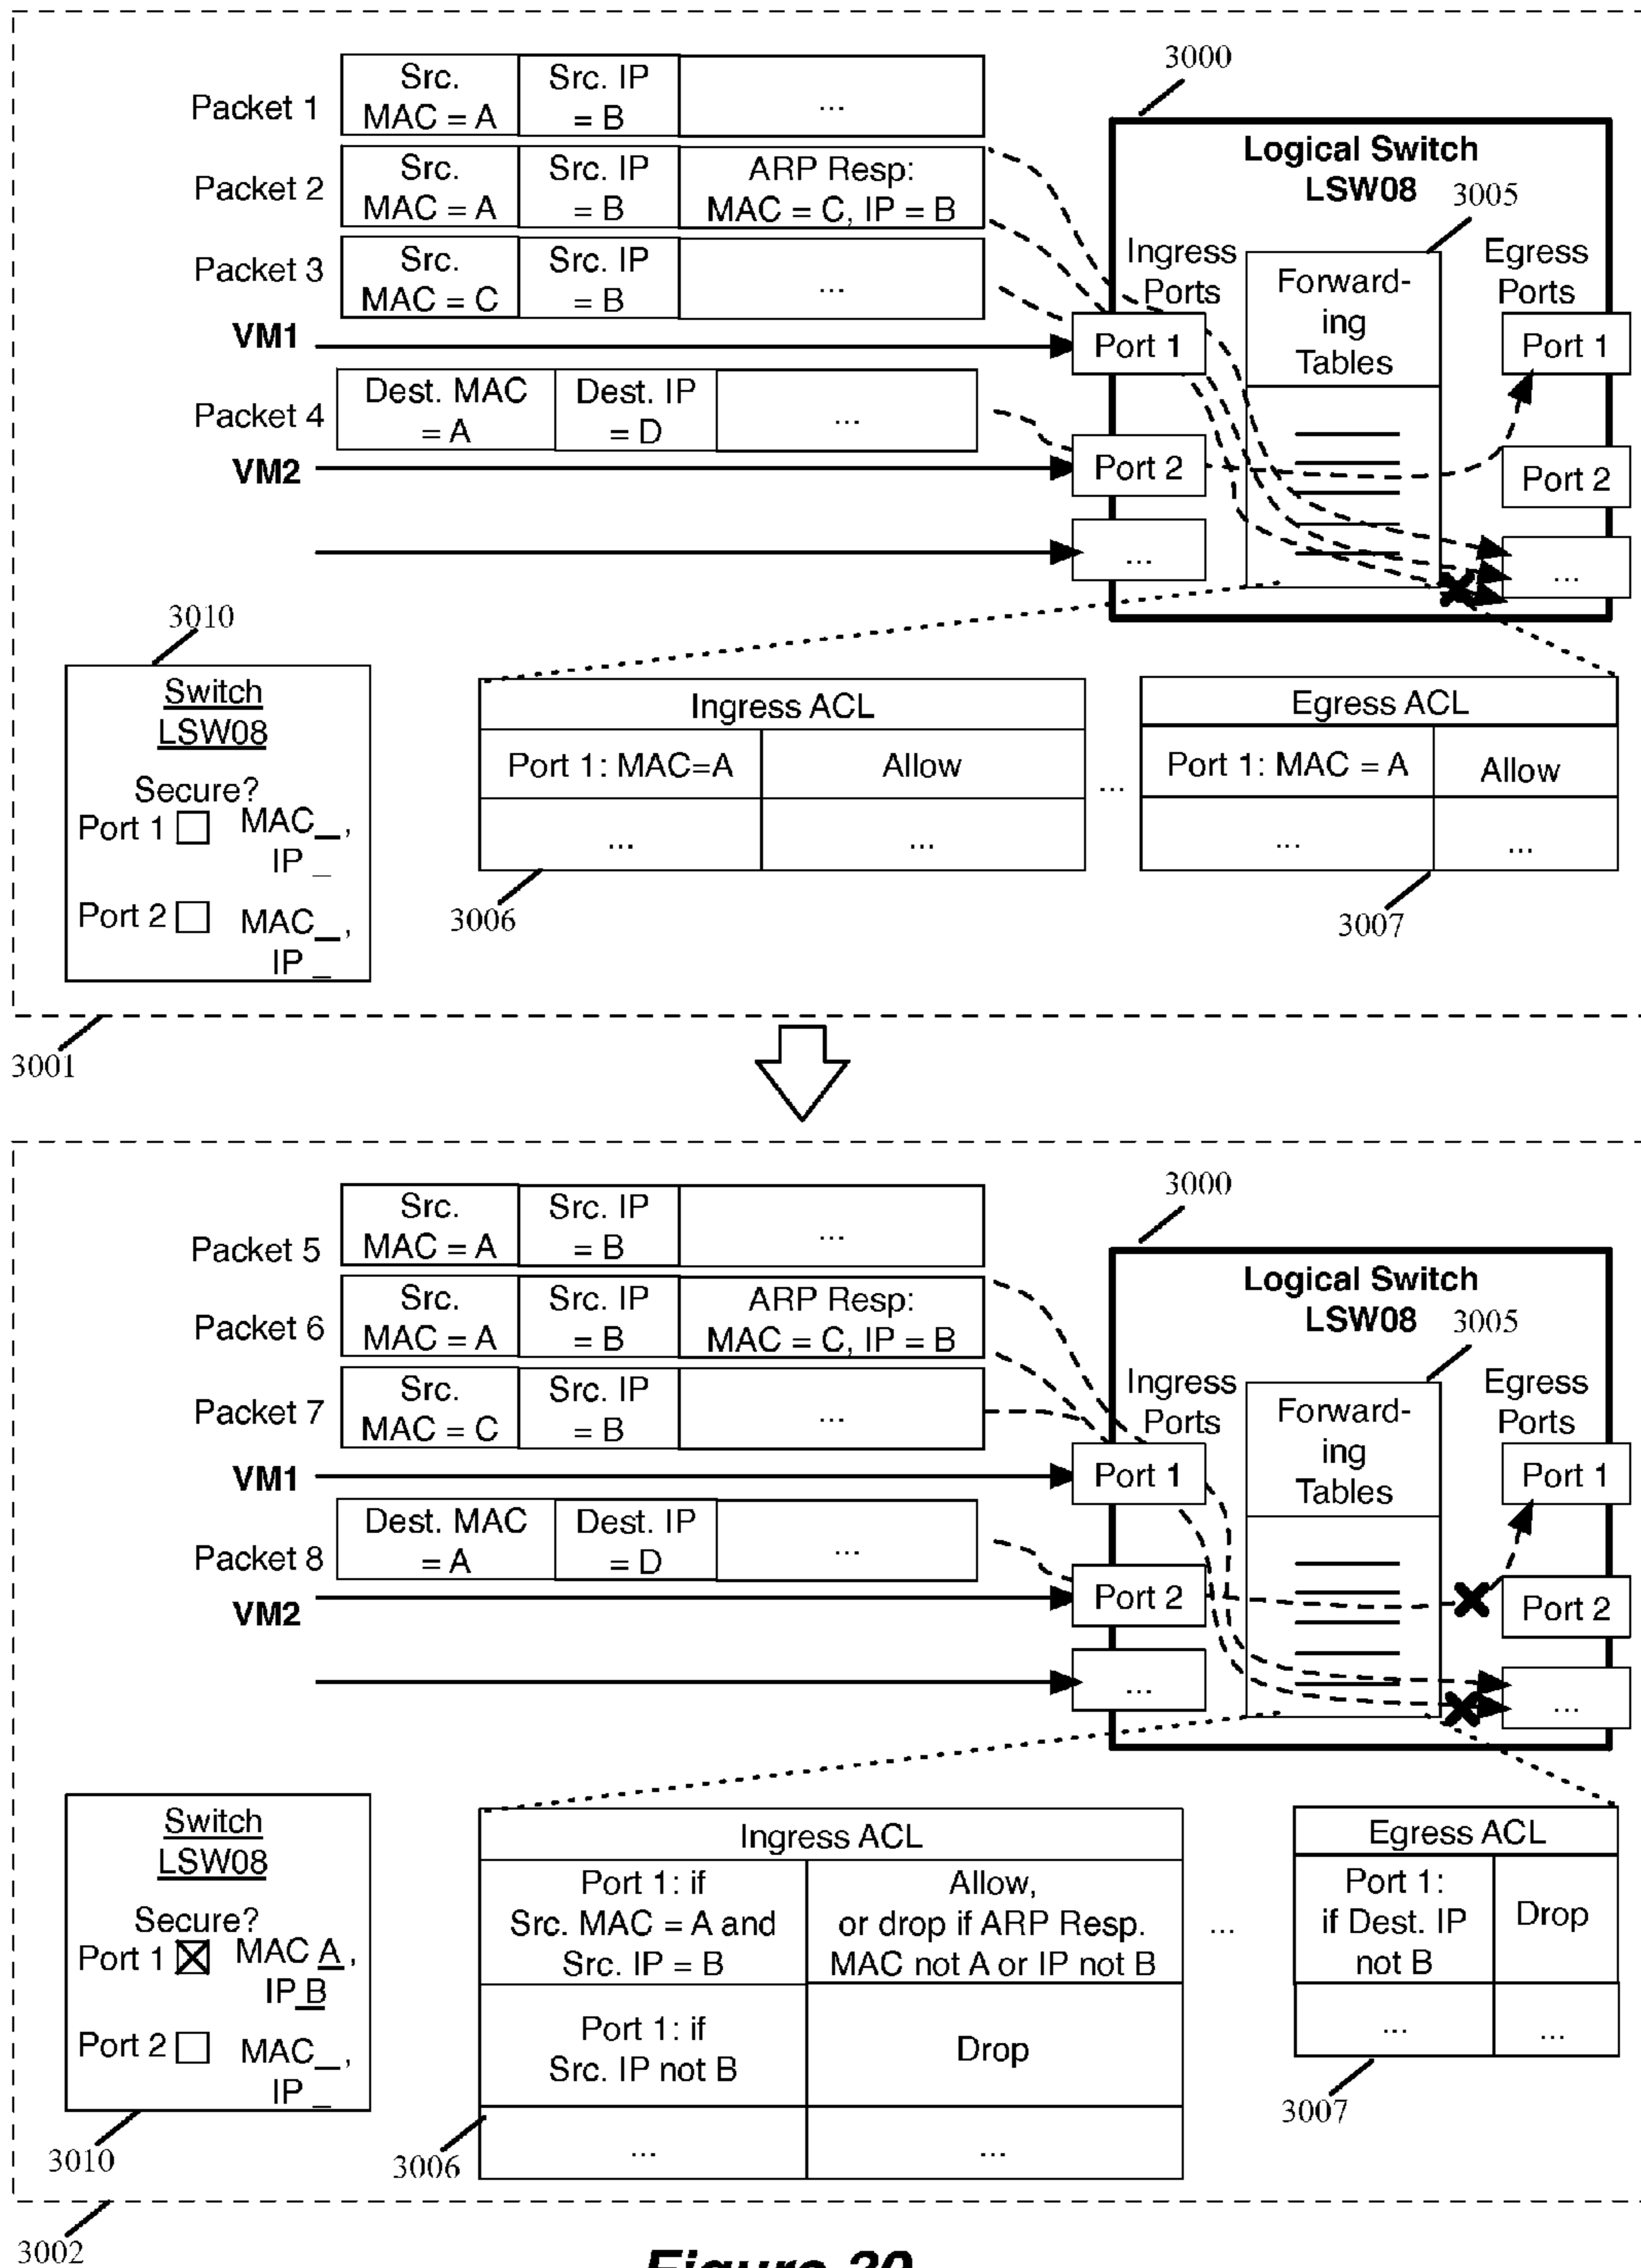 3000
Packet 1
Src. MAC = A
Src. IP = B
...
Packet 2
Src. MAC = A
Src. IP = B
ARP Resp: MAC = C, IP = B
Packet 3
Src. MAC = C
Src. IP = B
...
VM1
Packet 4
Dest. MAC = A
Dest. IP = D
...
VM2
Logical Switch
LSW08
3005
Ingress
Ports
Forward-
ing
Tables
Egress
Ports
Port 1
Port 1
Port 2
Port 2
...
...
3010
Switch
LSW08
Secure?
Port 1 MAC_,
IP _
Port 2 MAC_,
IP _
Ingress ACL
Port 1: MAC=A
Allow
...
...
3006
...
Egress ACL
Port 1: MAC = A
Allow
...
...
3007
3001
3000
Packet 5
Src. MAC = A
Src. IP = B
...
Packet 6
Src. MAC = A
Src. IP = B
ARP Resp: MAC = C, IP = B
Packet 7
Src. MAC = C
Src. IP = B
...
VM1
Packet 8
Dest. MAC = A
Dest. IP = D
...
VM2
Logical Switch
LSW08
3005
Ingress
Ports
Forward-
ing
Tables
Egress
Ports
Port 1
Port 1
Port 2
Port 2
...
...
Switch
LSW08
Secure?
Port 1 MAC A,
IP B
Port 2 MAC_,
IP _
3010
Ingress ACL
Port 1: if
Src. MAC = A and
Src. IP = B
Allow,
or drop if ARP Resp.
MAC not A or IP not B
Port 1: if
Src. IP not B
Drop
...
...
3006
...
Egress ACL
Port 1:
if Dest. IP
not B
Drop
...
...
3007
3002
Figure 30